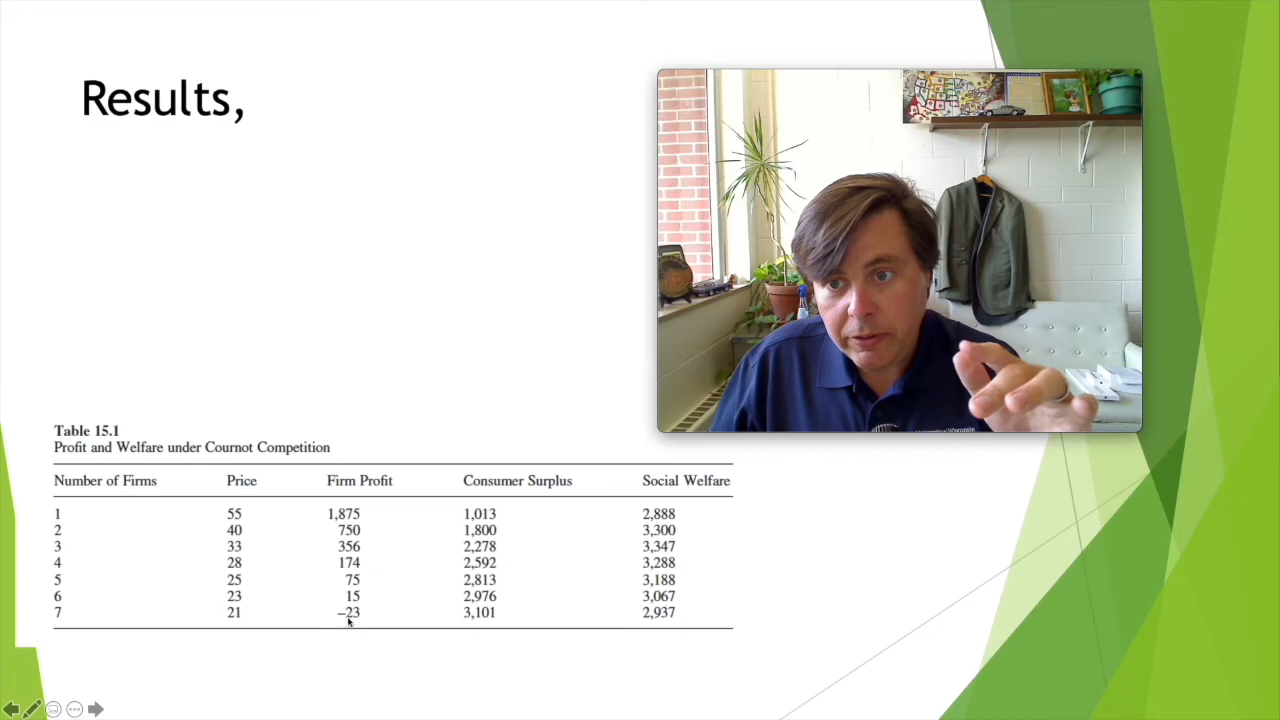 Results,
University of Wisconsin
Table 15.1
Profit and Welfare under Cournot Competition
Number of Firms Price Firm Profit Consumer Surplus Social Welfare
1 55 1,875 1,013 2,888
2 40 750 1,800 3,300
3 33 356 2,278 3,347
4 28 174 2,592 3,288
5 25 75 2,813 3,188
6 23 15 2,976 3,067
7 21 –23 3,101 2,937